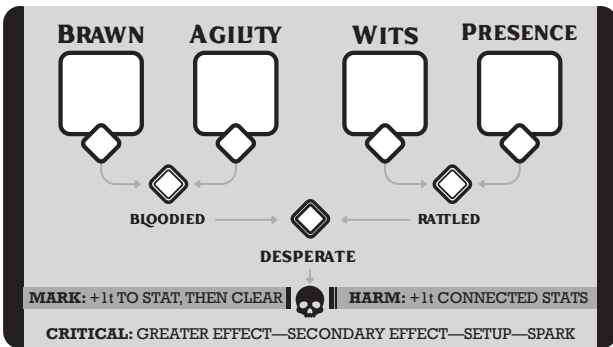 BRAWN AGILITY WITS PRESENCE
BLOODIED RATTLED
DESPERATE
MARK: +1t TO STAT, THEN CLEAR HARM: +1t CONNECTED STATS
CRITICAL: GREATER EFFECT—SECONDARY EFFECT—SETUP—SPARK